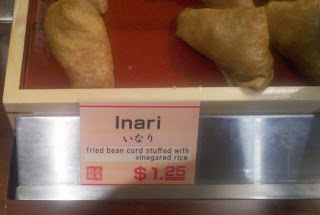 Inari
いなり
fried bean curd stuffed with
vinegared rice
$1.25